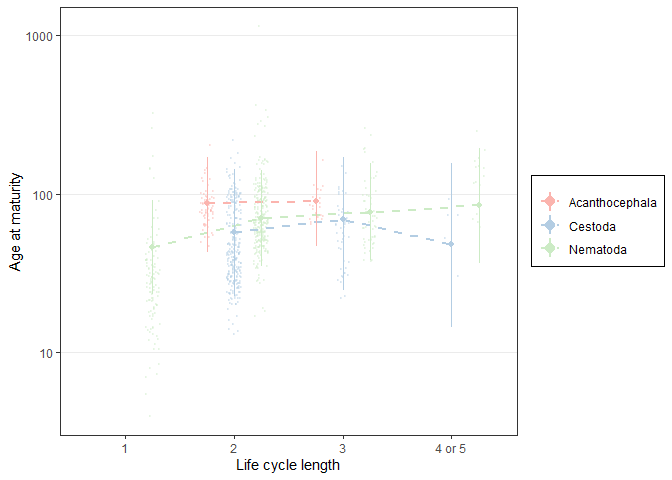 1000
100
10
Age at maturity
1
2
3
4 or 5
Life cycle length
Acanthocephala
Cestoda
Nematoda